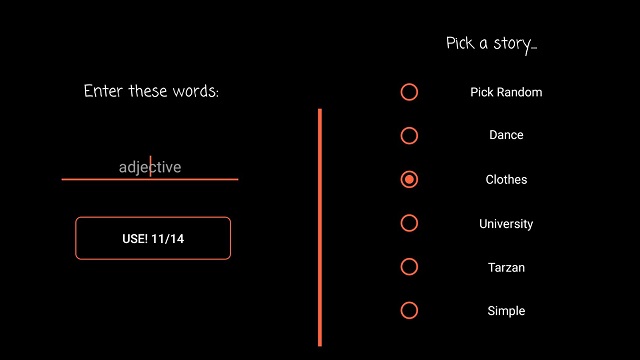 Enter these words:
adjective
USE! 11/14
Pick a story...
Pick Random
Dance
Clothes
University
Tarzan
Simple